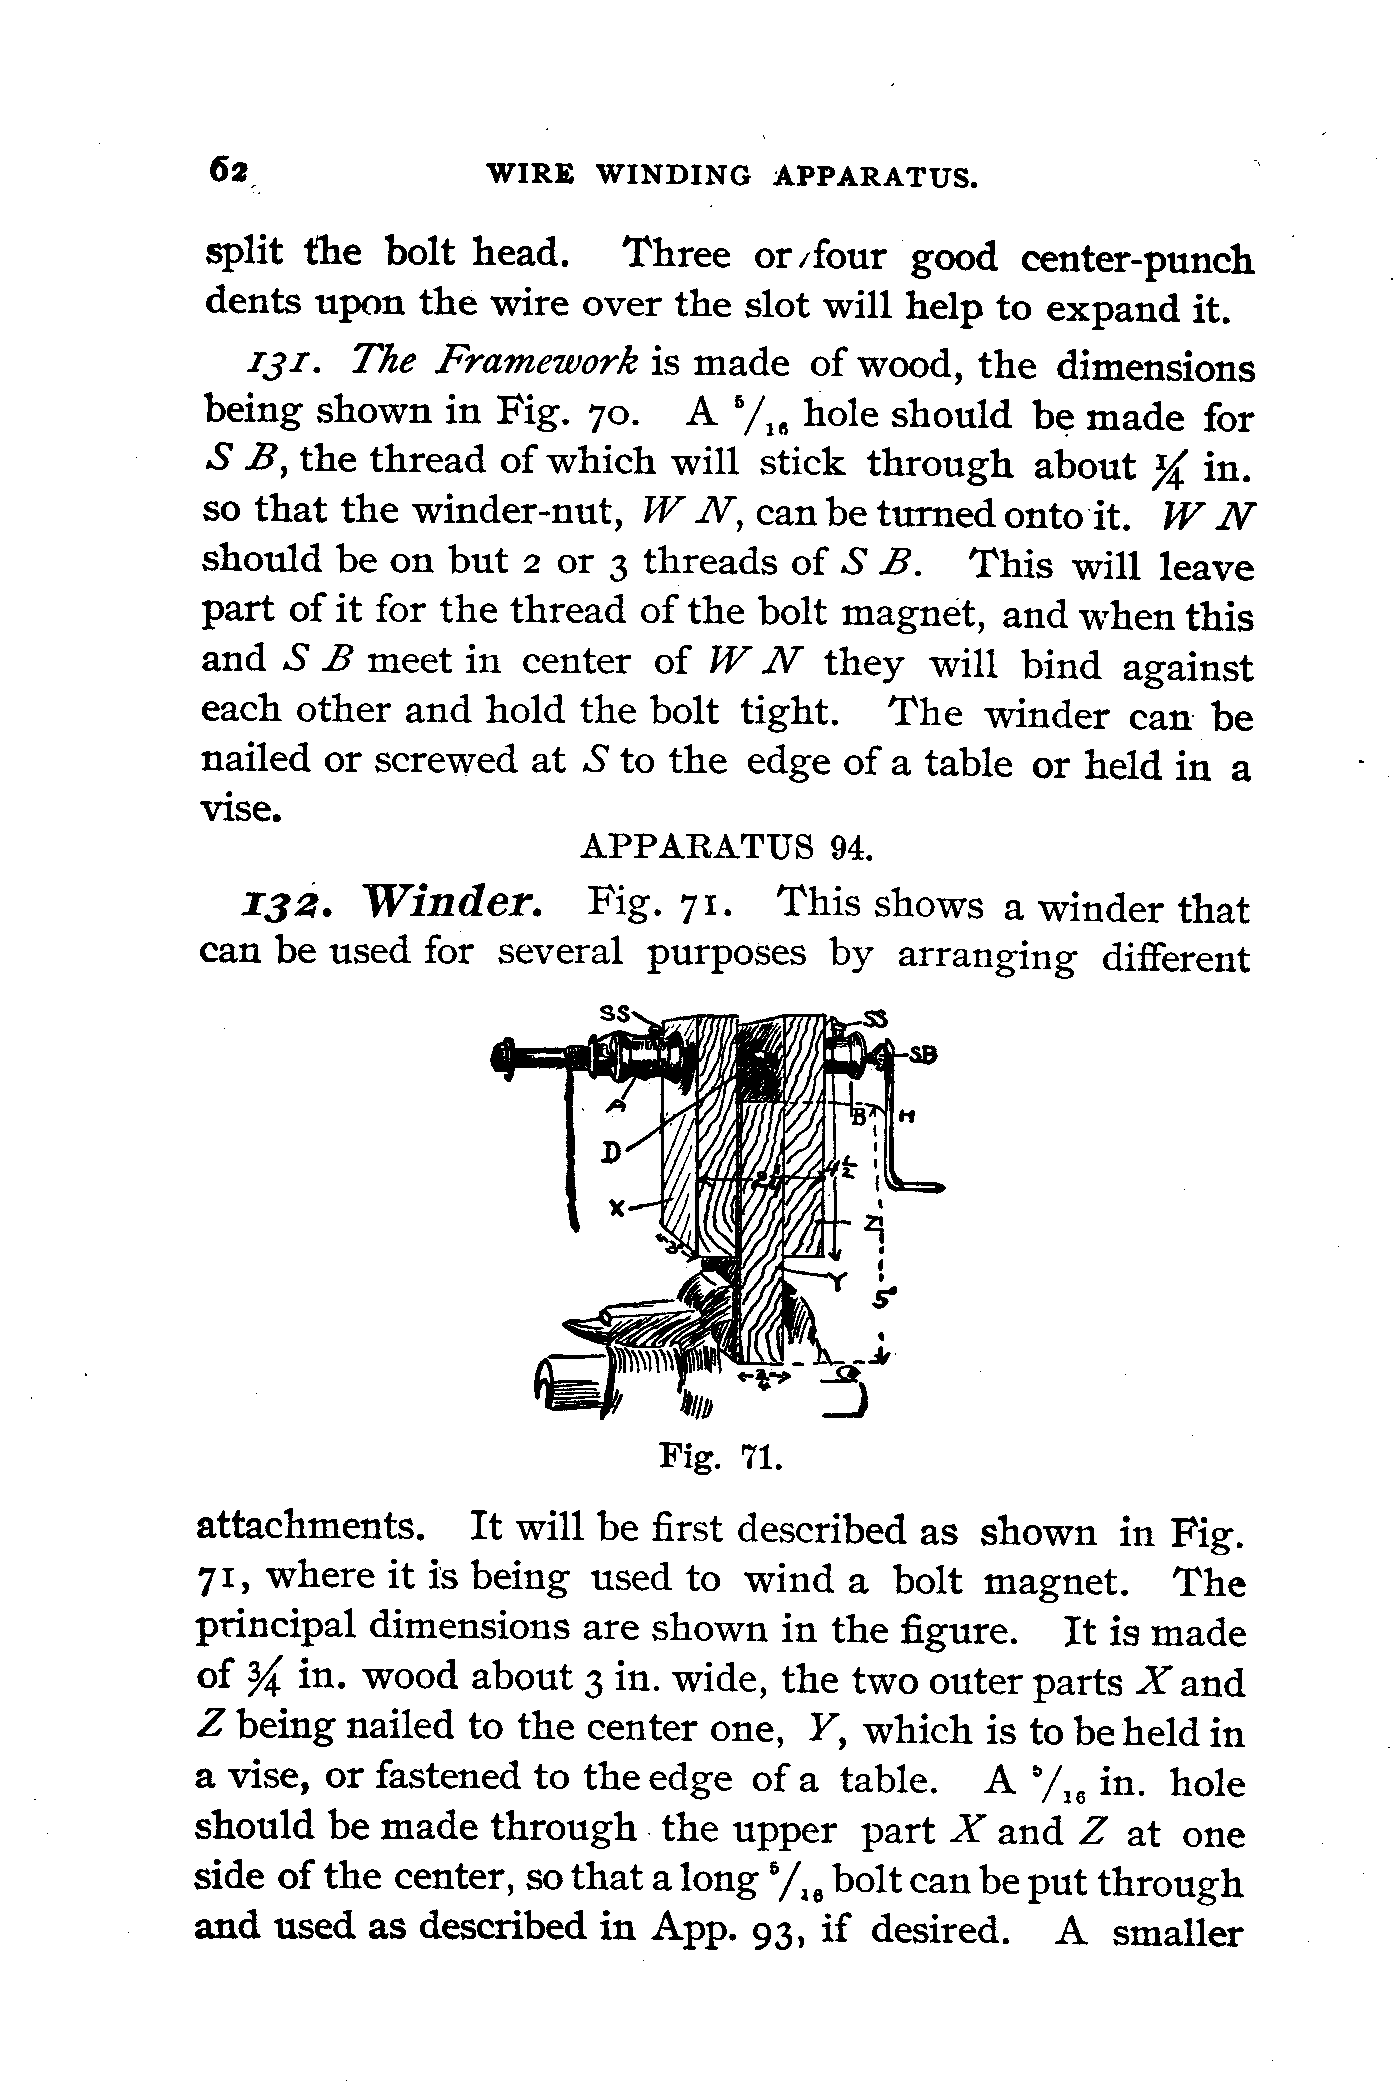 62 WIRE WINDING APPARATUS.
split the bolt head. Three or four good center-punch
dents upon the wire over the slot will help to expand it.
131. The Framework is made of wood, the dimensions
being shown in Fig. 70. A 5/16 hole should be made for
S B, the thread of which will stick through about 1/4 in.
so that the winder-nut, W N, can be turned onto it. W N
should be on but 2 or 3 threads of S B. This will leave
part of it for the thread of the bolt magnet, and when this
and S B meet in center of W N they will bind against
each other and hold the bolt tight. The winder can be
nailed or screwed at S to the edge of a table or held in a
vise.
APPARATUS 94.
132. Winder. Fig. 71. This shows a winder that
can be used for several purposes by arranging different
SS
SS
SB
A
B
H
D
4 1/2
X
Z
Y
5"
Fig. 71.
attachments. It will be first described as shown in Fig.
71, where it is being used to wind a bolt magnet. The
principal dimensions are shown in the figure. It is made
of 3/4 in. wood about 3 in. wide, the two outer parts X and
Z being nailed to the center one, Y, which is to be held in
a vise, or fastened to the edge of a table. A 5/16 in. hole
should be made through the upper part X and Z at one
side of the center, so that a long 5/16 bolt can be put through
and used as described in App. 93, if desired. A smaller